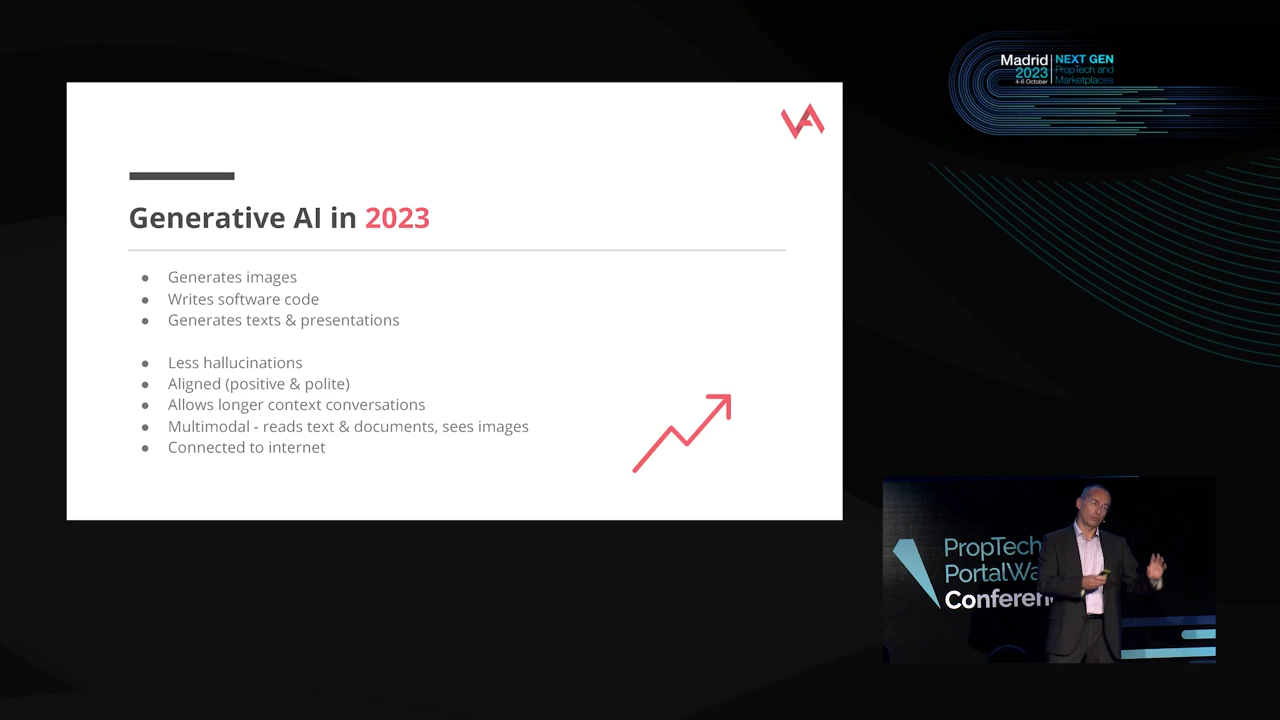 Generative AI in 2023
● Generates images
● Writes software code
● Generates texts & presentations
● Less hallucinations
● Aligned (positive & polite)
● Allows longer context conversations
● Multimodal - reads text & documents, sees images
● Connected to internet
Madrid
2023
4-6 October
NEXT GEN
PropTech and
Marketplaces
PropTech
PortalWa
Conferen